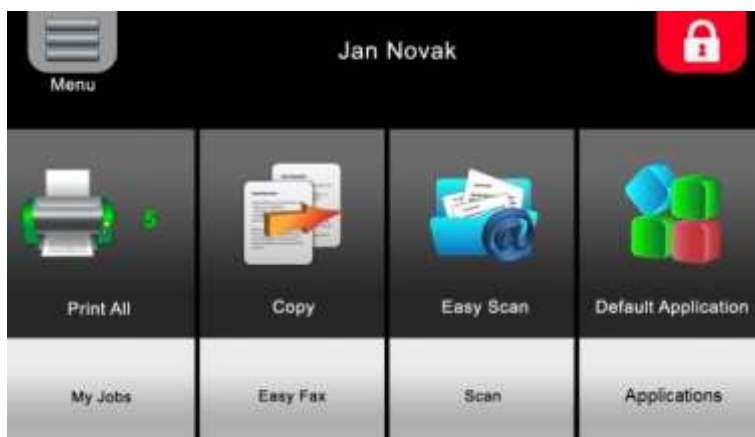 Jan Novak
Menu
5
Print All
Copy
Easy Scan
Default Application
My Jobs
Easy Fax
Scan
Applications